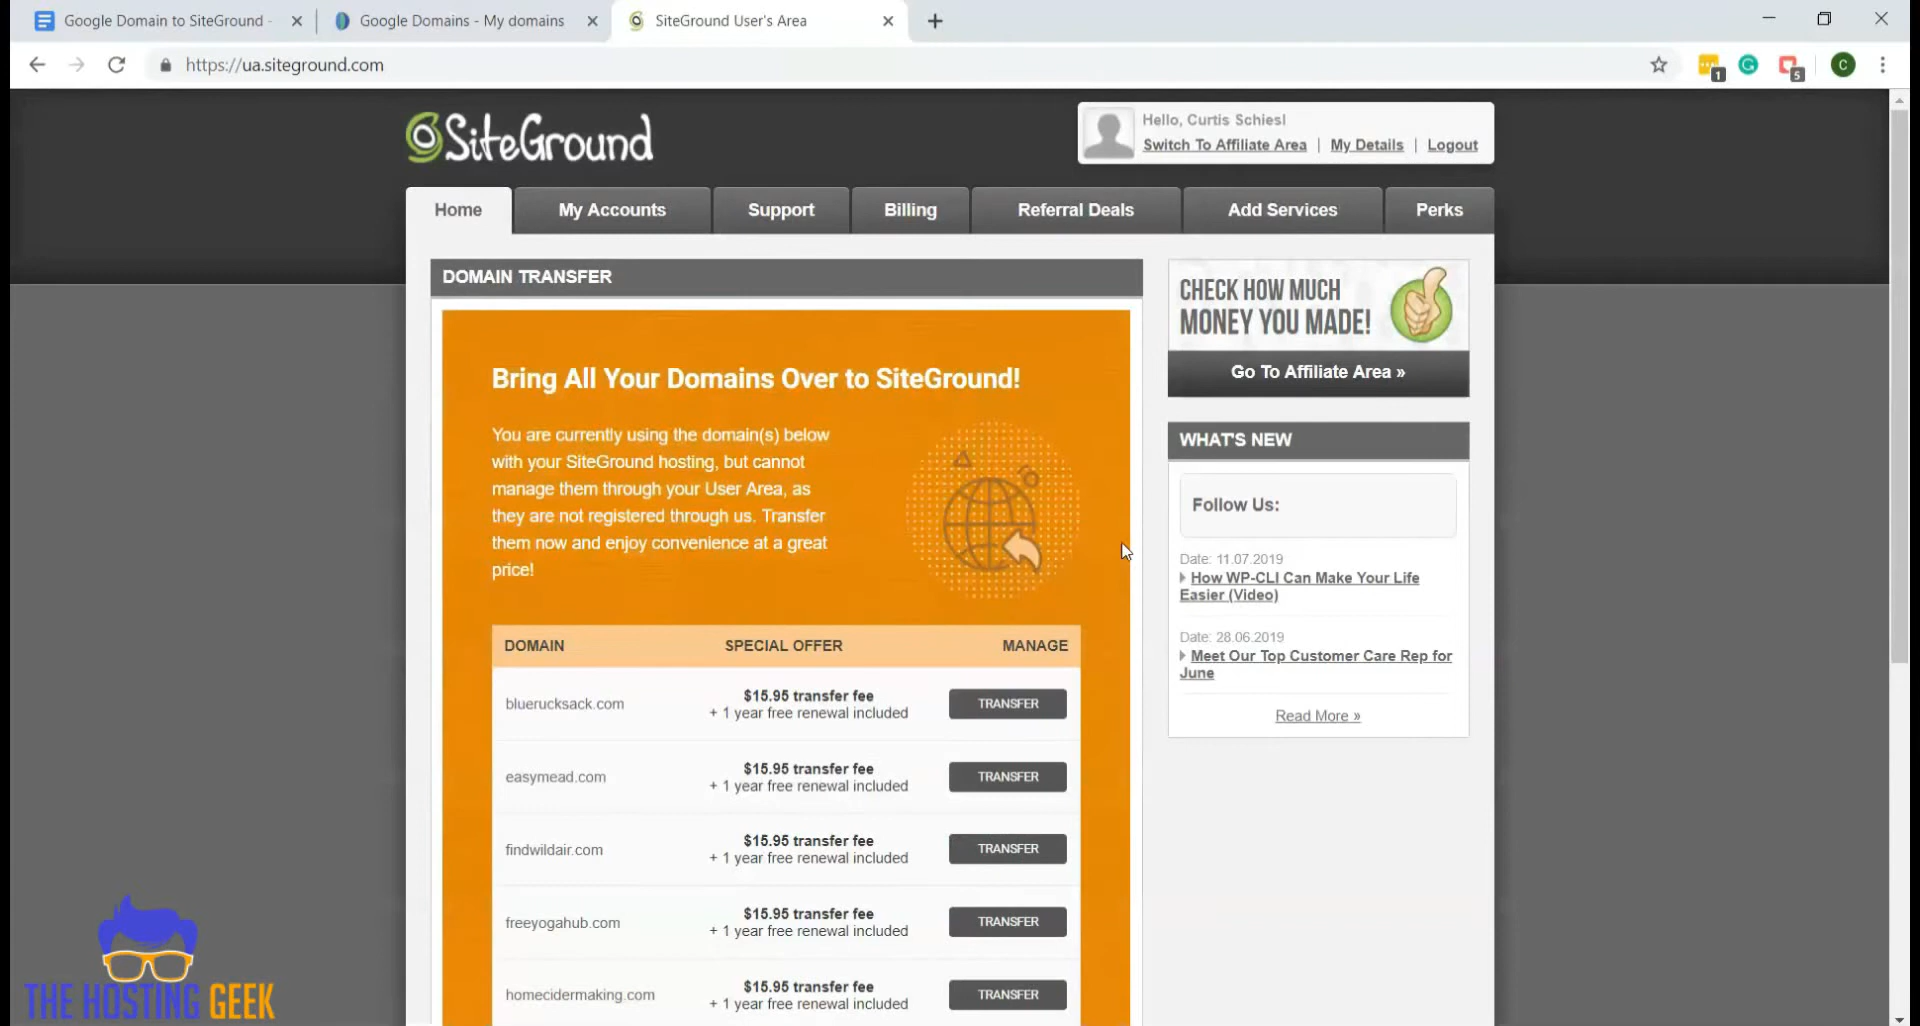 Google Domain to SiteGround -
Google Domains - My domains
SiteGround User's Area
https://ua.siteground.com
1
5
C
SiteGround
Hello, Curtis Schies!
Switch To Affiliate Area | My Details | Logout
Home
My Accounts
Support
Billing
Referral Deals
Add Services
Perks
DOMAIN TRANSFER
Bring All Your Domains Over to SiteGround!
You are currently using the domain(s) below
with your SiteGround hosting, but cannot
manage them through your User Area, as
they are not registered through us. Transfer
them now and enjoy convenience at a great
price!
DOMAIN SPECIAL OFFER MANAGE
bluerucksack.com
$15.95 transfer fee
+ 1 year free renewal included
TRANSFER
easymead.com
$15.95 transfer fee
+ 1 year free renewal included
TRANSFER
findwildair.com
$15.95 transfer fee
+ 1 year free renewal included
TRANSFER
freeyogahub.com
$15.95 transfer fee
+ 1 year free renewal included
TRANSFER
homecidermaking.com
$15.95 transfer fee
+ 1 year free renewal included
TRANSFER
CHECK HOW MUCH
MONEY YOU MADE!
Go To Affiliate Area »
WHAT'S NEW
Follow Us:
Date: 11.07.2019
How WP-CLI Can Make Your Life
Easier (Video)
Date: 28.06.2019
Meet Our Top Customer Care Rep for
June
Read More »
THE HOSTING GEEK